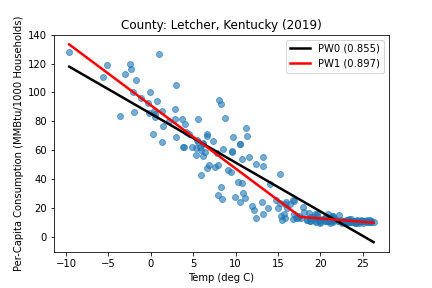 County: Letcher, Kentucky (2019)
Per-Capita Consumption (MMBtu/1000 Households)
140
120
100
80
60
40
20
0
PW0 (0.855)
PW1 (0.897)
−10 −5 0 5 10 15 20 25
Temp (deg C)